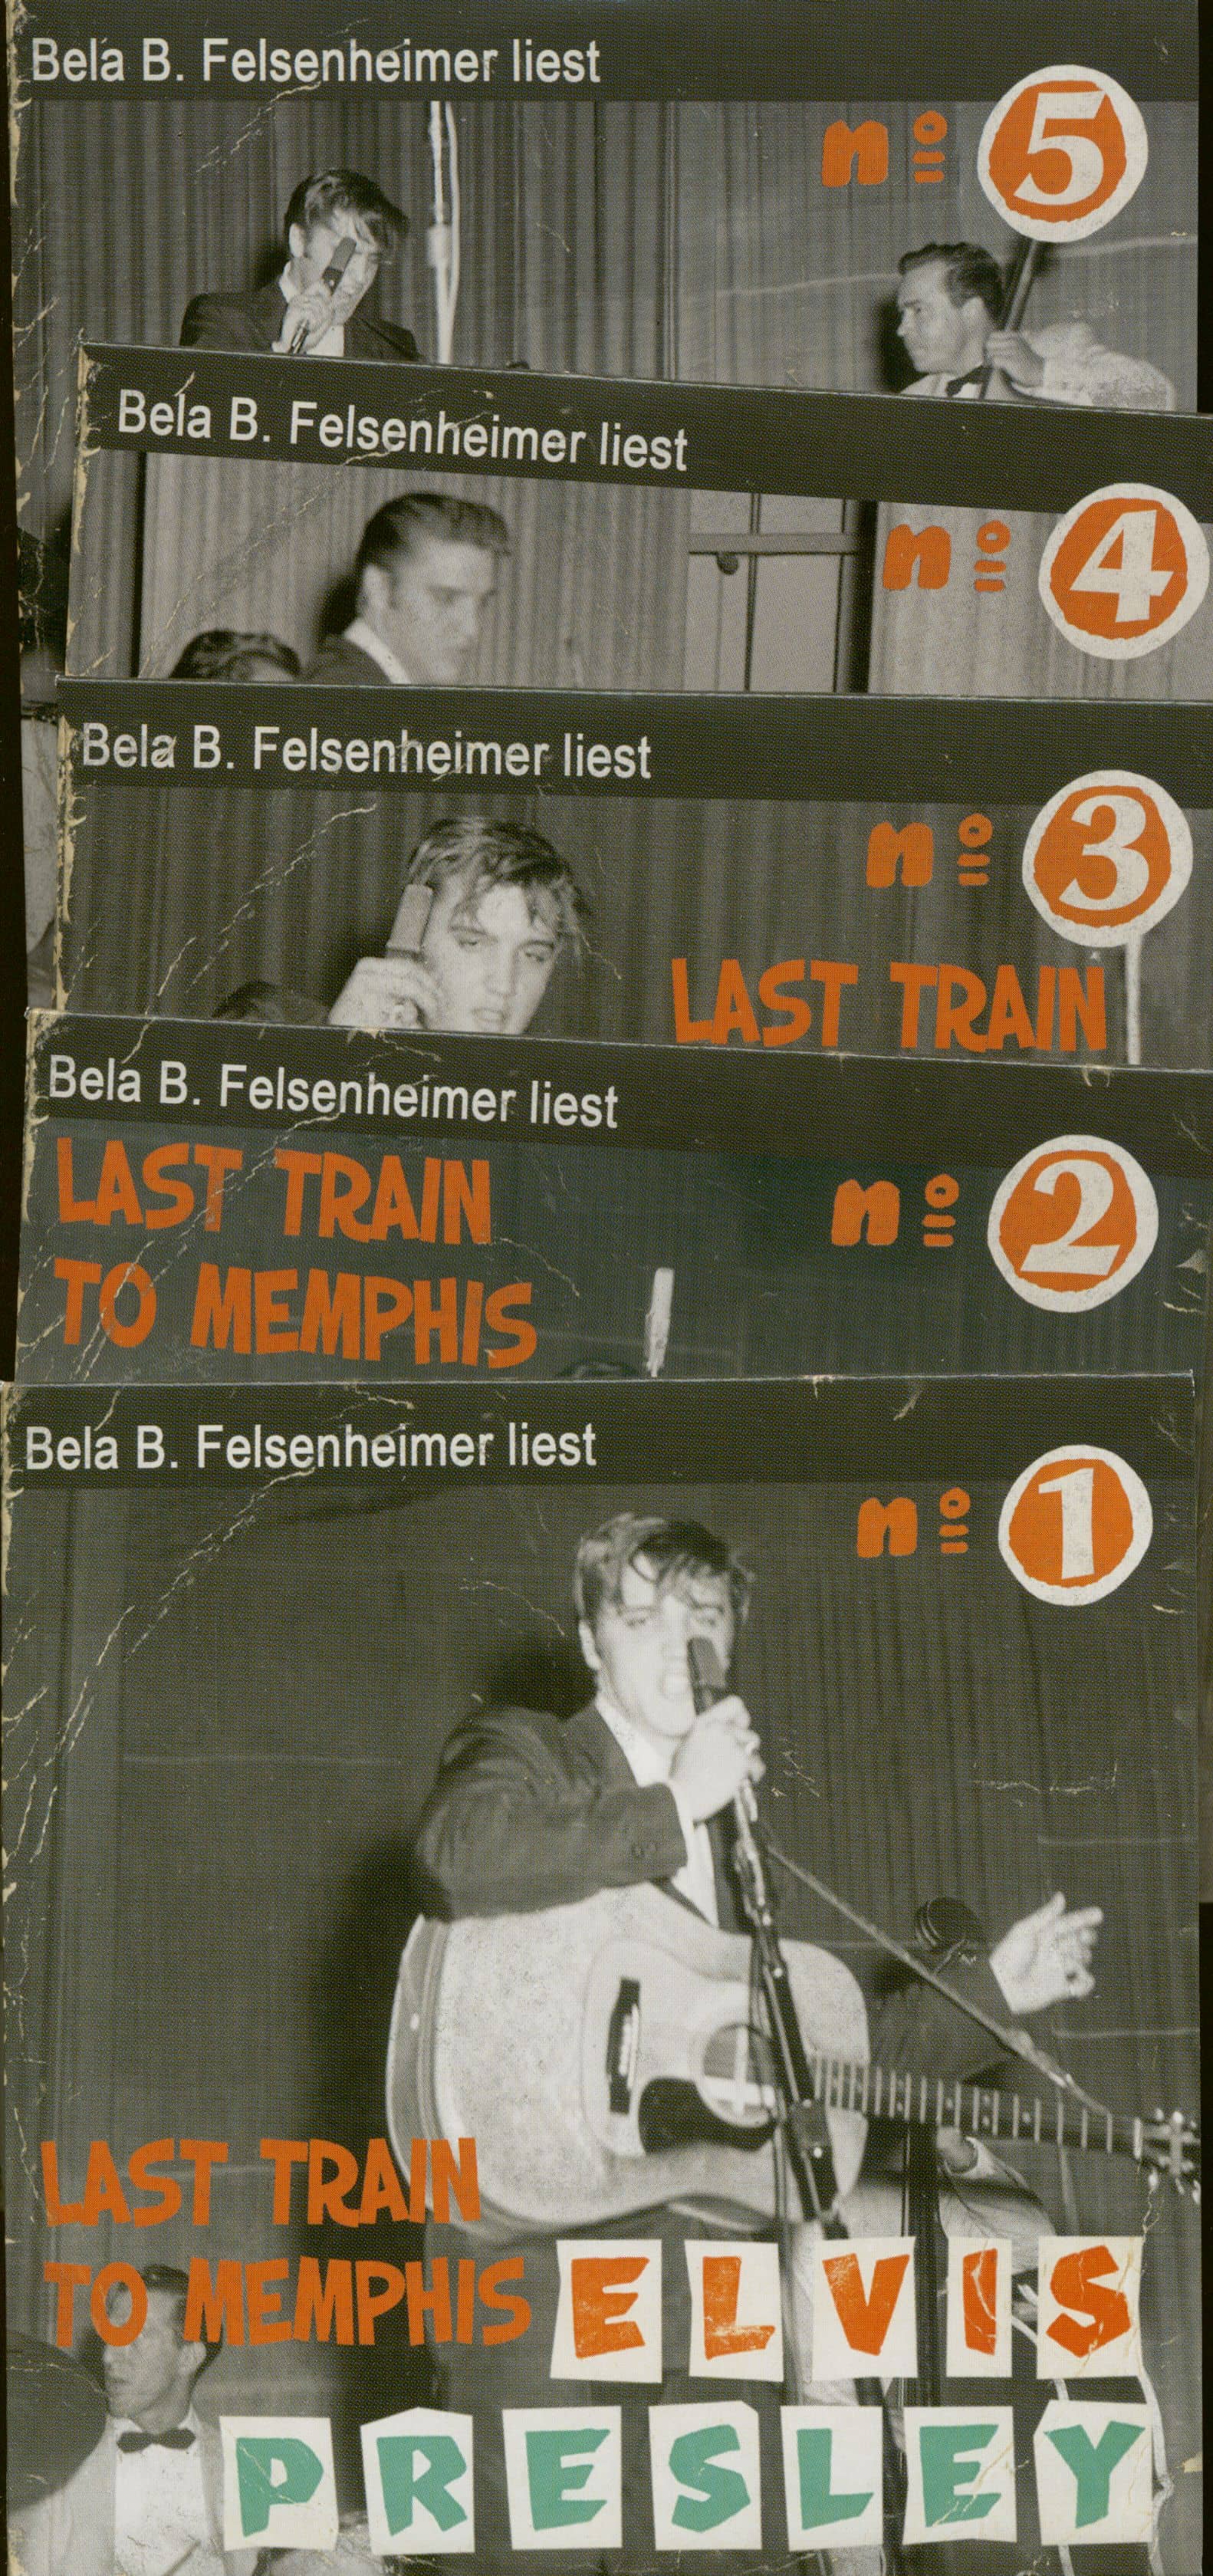 Bela B. Felsenheimer liest
nº 5
Bela B. Felsenheimer liest
nº 4
Bela B. Felsenheimer liest
nº 3
LAST TRAIN
Bela B. Felsenheimer liest
LAST TRAIN
TO MEMPHIS
nº 2
Bela B. Felsenheimer liest
nº 1
LAST TRAIN
TO MEMPHIS
ELVIS
PRESLEY